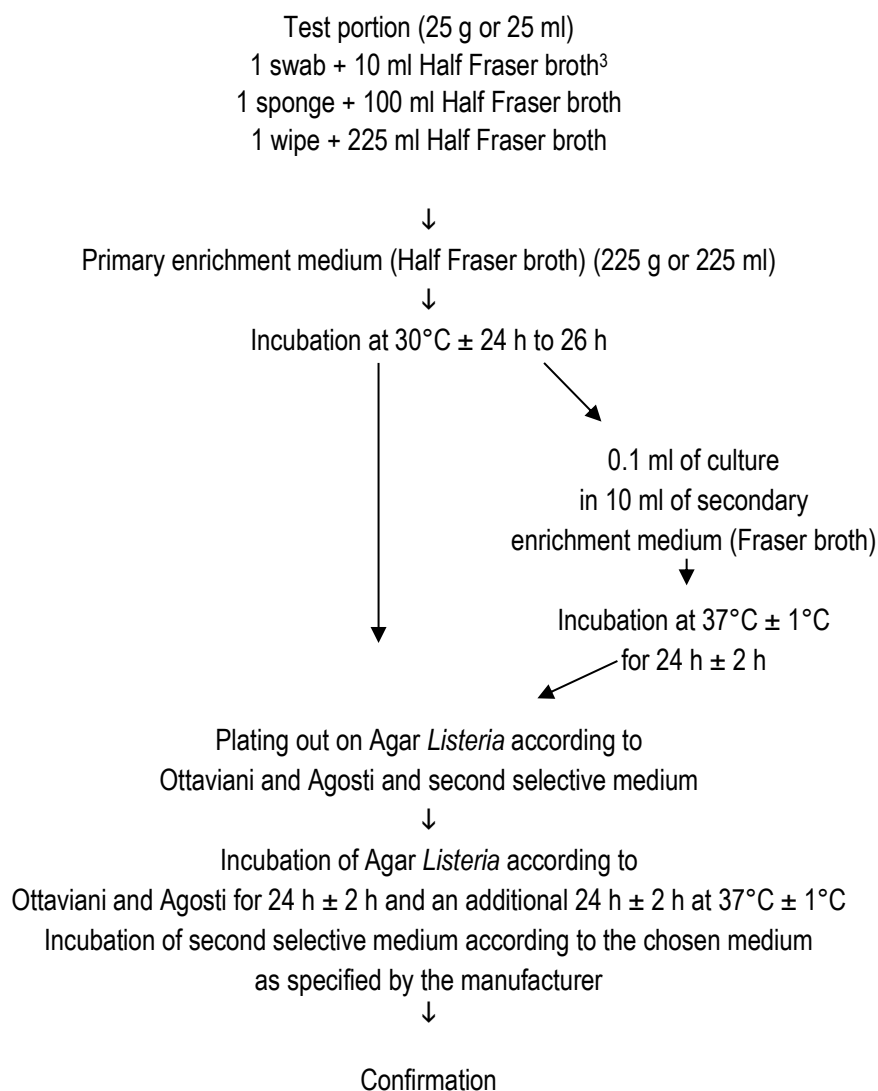 Test portion (25 g or 25 ml)
1 swab + 10 ml Half Fraser broth³
1 sponge + 100 ml Half Fraser broth
1 wipe + 225 ml Half Fraser broth
↓
Primary enrichment medium (Half Fraser broth) (225 g or 225 ml)
↓
Incubation at 30°C ± 24 h to 26 h
0.1 ml of culture
in 10 ml of secondary
enrichment medium (Fraser broth)
Incubation at 37°C ± 1°C
for 24 h ± 2 h
Plating out on Agar Listeria according to
Ottaviani and Agosti and second selective medium
↓
Incubation of Agar Listeria according to
Ottaviani and Agosti for 24 h ± 2 h and an additional 24 h ± 2 h at 37°C ± 1°C
Incubation of second selective medium according to the chosen medium
as specified by the manufacturer
↓
Confirmation